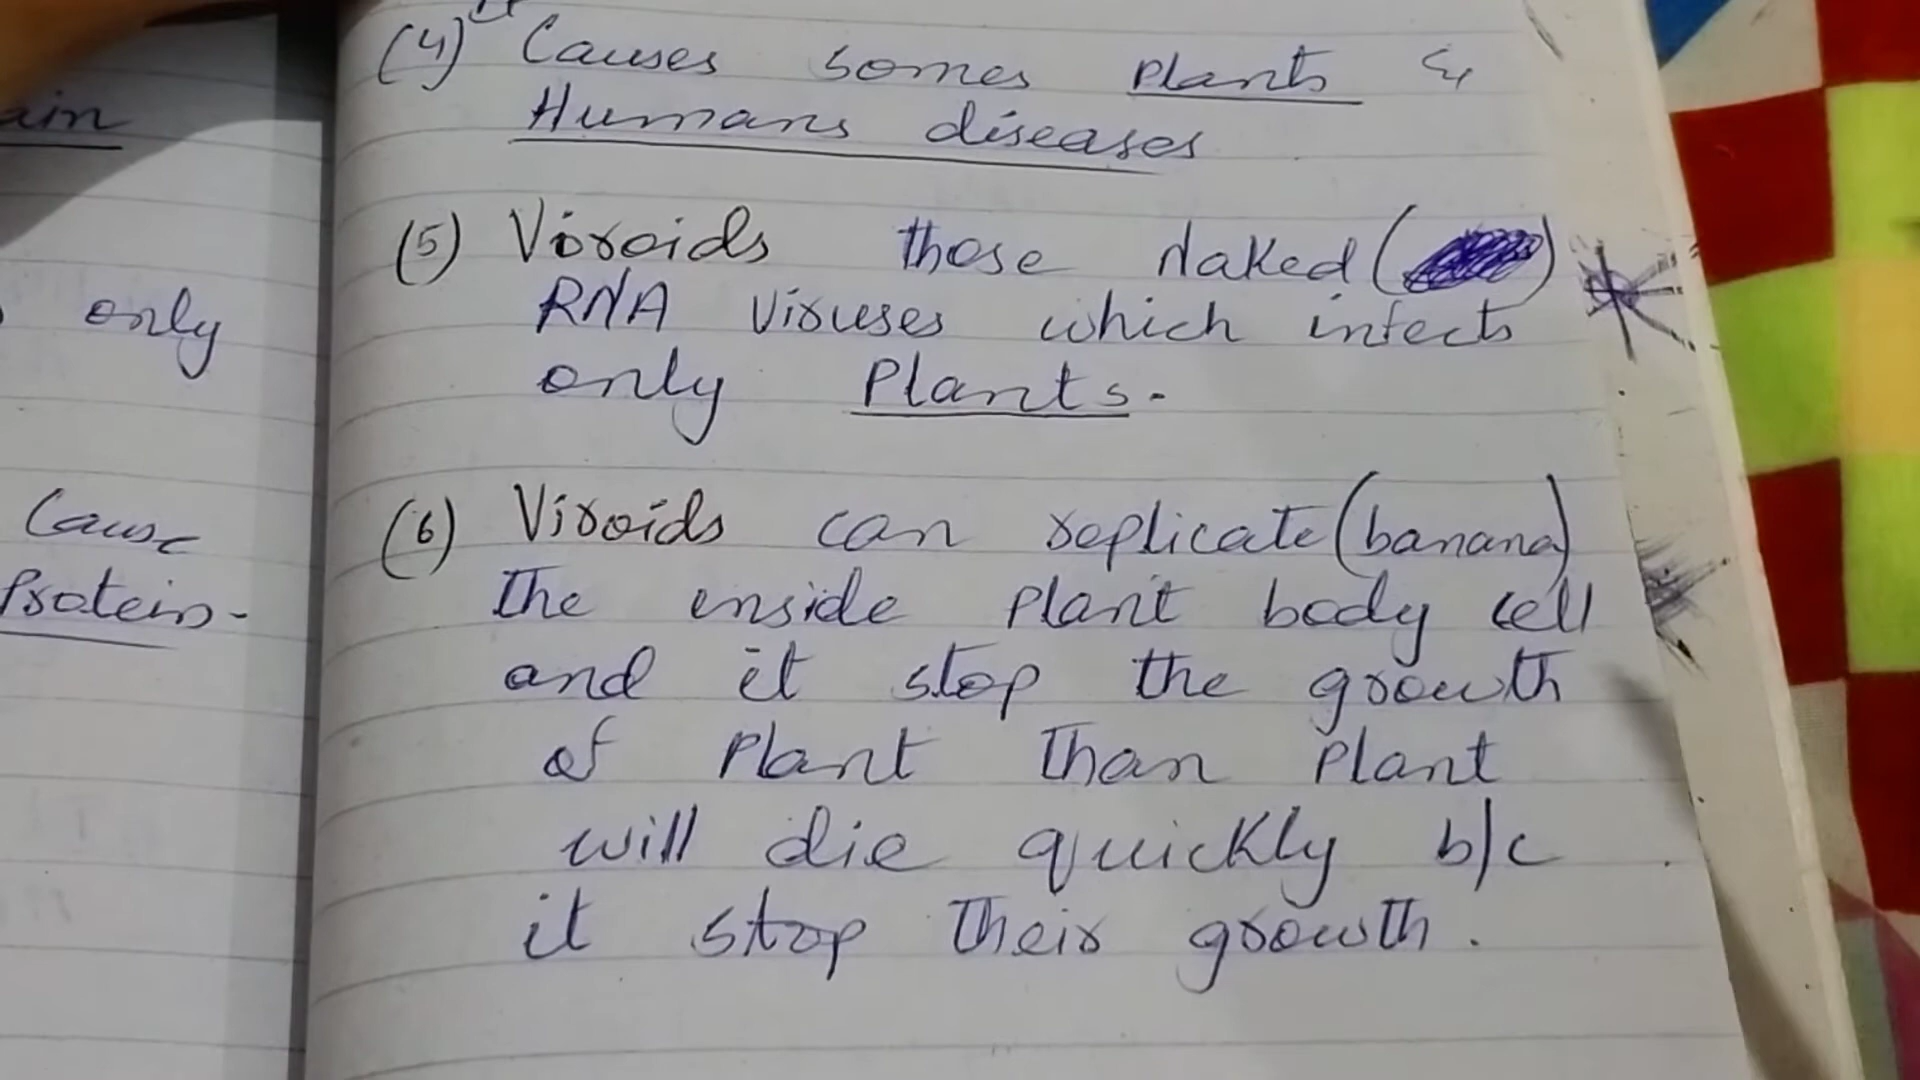 ain
only
Cause
Protein-
(4) Causes somes plants &
Humans diseases
(5) Viroids those Naked ( )
RNA viruses which infects
only Plants.
(6) Viroids can replicate (banana)
The inside plant body cell
and it stop the growth
of Plant Than Plant
will die quickly b/c
it stop Their growth.